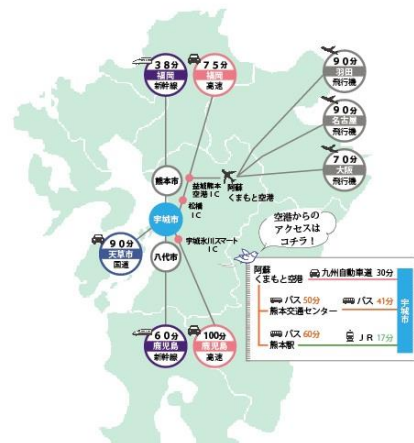 38分
福岡
新幹線
75分
福岡
高速
90分
羽田
飛行機
90分
名古屋
飛行機
70分
大阪
飛行機
熊本市
益城熊本
空港IC
阿蘇
くまもと空港
松橋
IC
宇城市
宇城氷川スマート
IC
90分
天草市
国道
八代市
60分
鹿児島
新幹線
100分
鹿児島
高速
空港からの
アクセスは
コチラ！
阿蘇
くまもと空港
九州自動車道 30分
バス 50分
熊本交通センター
バス 41分
バス 60分
熊本駅
JR 17分
宇城市